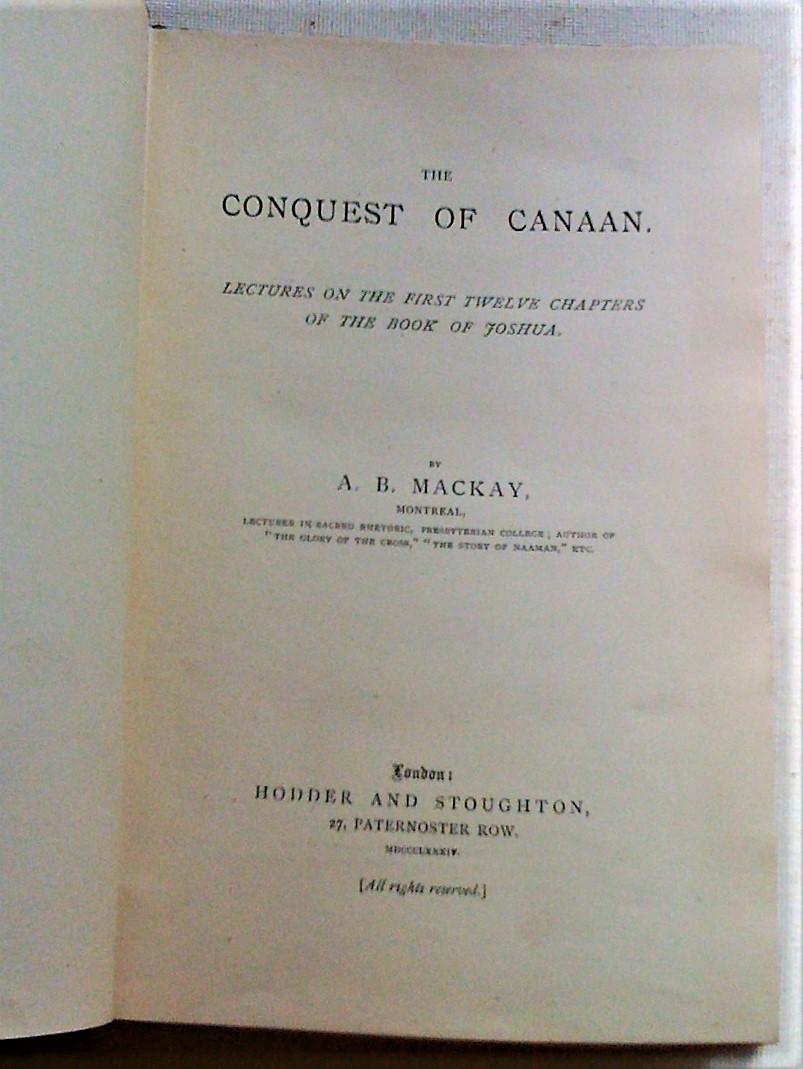 THE
CONQUEST OF CANAAN.
LECTURES ON THE FIRST TWELVE CHAPTERS
OF THE BOOK OF JOSHUA.
BY
A. B. MACKAY,
MONTREAL,
LECTURER IN SACRED RHETORIC, PRESBYTERIAN COLLEGE; AUTHOR OF
"THE GLORY OF THE CROSS," "THE STORY OF NAAMAN," ETC.
London:
HODDER AND STOUGHTON,
27, PATERNOSTER ROW.
MDCCCLXXXIV.
[All rights reserved.]